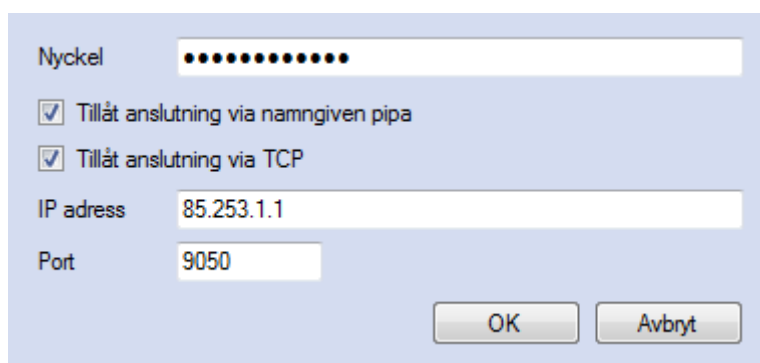 Nyckel ●●●●●●●●●●●●
Tillåt anslutning via namngiven pipa
Tillåt anslutning via TCP
IP adress 85.253.1.1
Port 9050
OK Avbryt